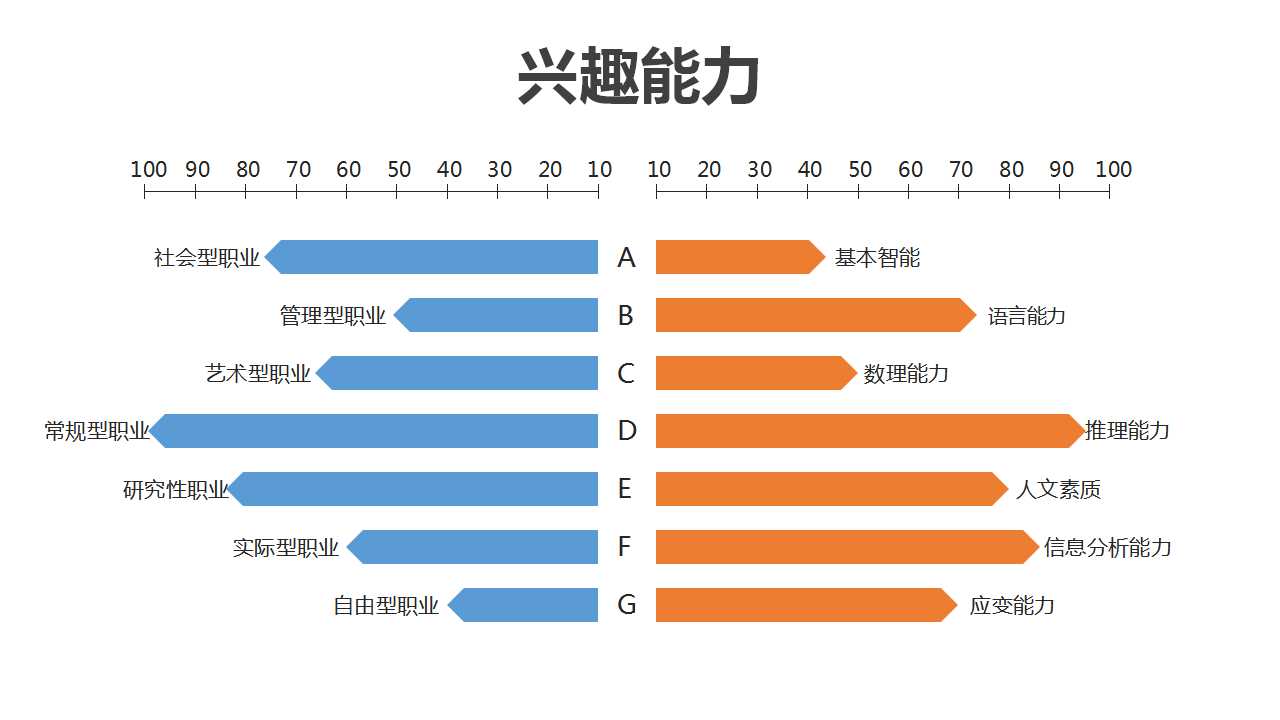 兴趣能力
100 90 80 70 60 50 40 30 20 10 10 20 30 40 50 60 70 80 90 100
社会型职业 A 基本智能
管理型职业 B 语言能力
艺术型职业 C 数理能力
常规型职业 D 推理能力
研究性职业 E 人文素质
实际型职业 F 信息分析能力
自由型职业 G 应变能力